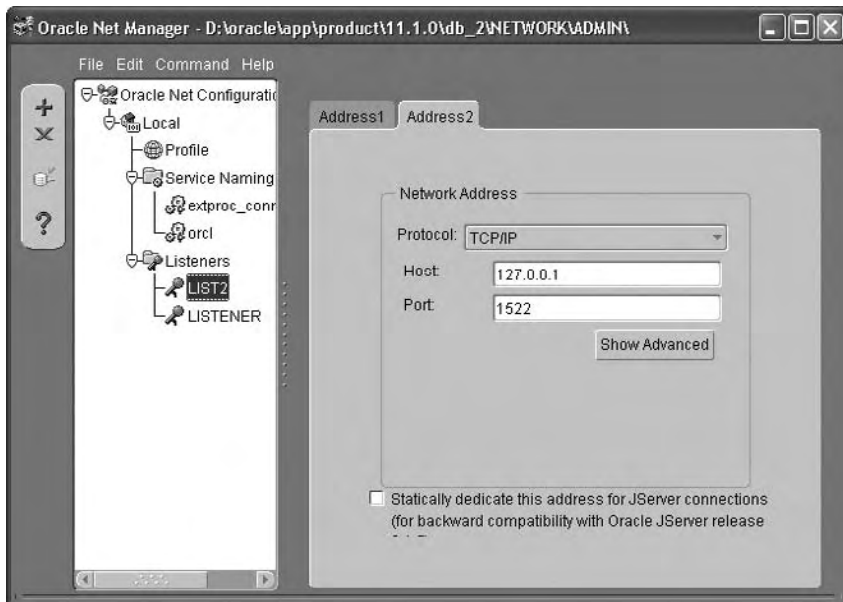 Oracle Net Manager - D:\oracle\app\product\11.1.0\db_2\NETWORK\ADMIN\
File Edit Command Help
Oracle Net Configuratic
Local
Profile
Service Naming
extproc_conr
orcl
Listeners
LIST2
LISTENER
Address1 Address2
Network Address
Protocol: TCP/IP
Host: 127.0.0.1
Port: 1522
Show Advanced
Statically dedicate this address for JServer connections
(for backward compatibility with Oracle JServer release